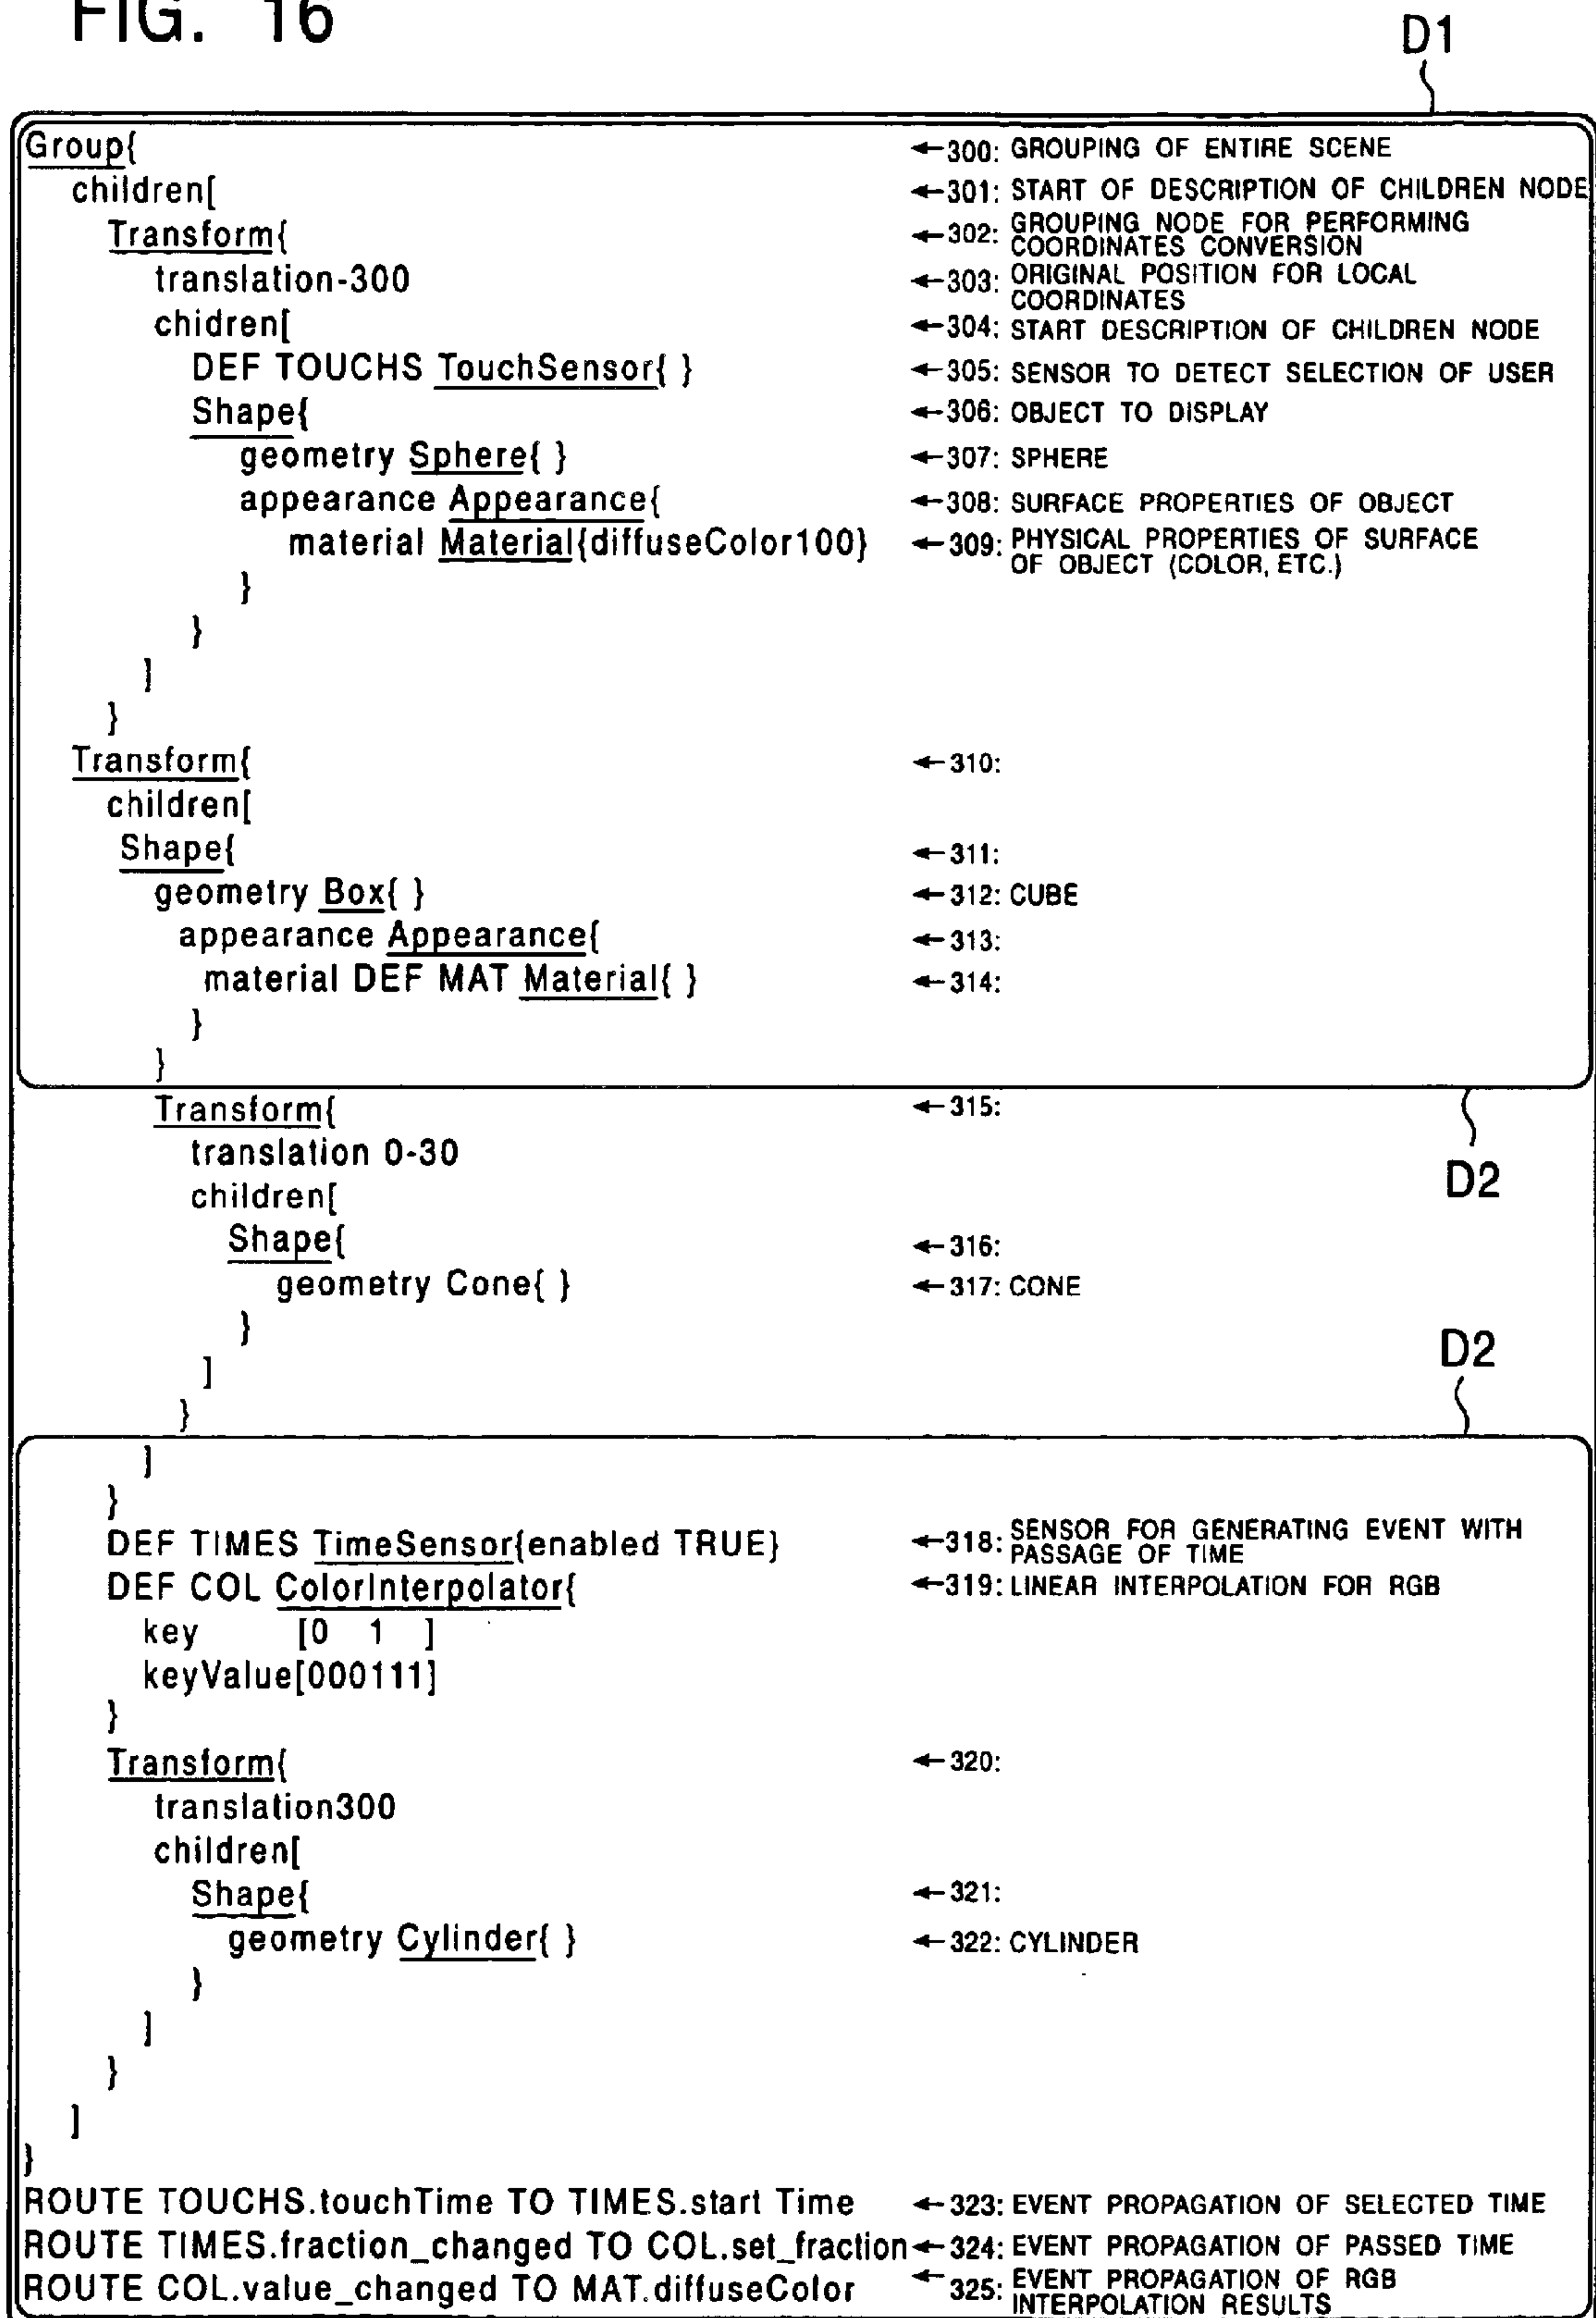 FIG. 16
D1
Group{ ←300: GROUPING OF ENTIRE SCENE
children[ ←301: START OF DESCRIPTION OF CHILDREN NODE
Transform{ ←302: GROUPING NODE FOR PERFORMING
COORDINATES CONVERSION
translation-300 ←303: ORIGINAL POSITION FOR LOCAL
COORDINATES
chidren[ ←304: START DESCRIPTION OF CHILDREN NODE
DEF TOUCHS TouchSensor{ } ←305: SENSOR TO DETECT SELECTION OF USER
Shape{ ←306: OBJECT TO DISPLAY
geometry Sphere{ } ←307: SPHERE
appearance Appearance{ ←308: SURFACE PROPERTIES OF OBJECT
material Material{diffuseColor100} ←309: PHYSICAL PROPERTIES OF SURFACE
OF OBJECT (COLOR, ETC.)
}
}
]
}
Transform{ ←310:
children[
Shape{ ←311:
geometry Box{ } ←312: CUBE
appearance Appearance{ ←313:
material DEF MAT Material{ } ←314:
}
}
Transform{ ←315:
translation 0-30
D2
children[
Shape{ ←316:
geometry Cone{ } ←317: CONE
}
D2
]
}
]
}
DEF TIMES TimeSensor{enabled TRUE} ←318: SENSOR FOR GENERATING EVENT WITH
PASSAGE OF TIME
DEF COL ColorInterpolator{ ←319: LINEAR INTERPOLATION FOR RGB
key [0 1 ]
keyValue[000111]
}
Transform{ ←320:
translation300
children[
Shape{ ←321:
geometry Cylinder{ } ←322: CYLINDER
}
]
}
]
}
ROUTE TOUCHS.touchTime TO TIMES.start Time ←323: EVENT PROPAGATION OF SELECTED TIME
ROUTE TIMES.fraction_changed TO COL.set_fraction ←324: EVENT PROPAGATION OF PASSED TIME
ROUTE COL.value_changed TO MAT.diffuseColor ←325: EVENT PROPAGATION OF RGB
INTERPOLATION RESULTS